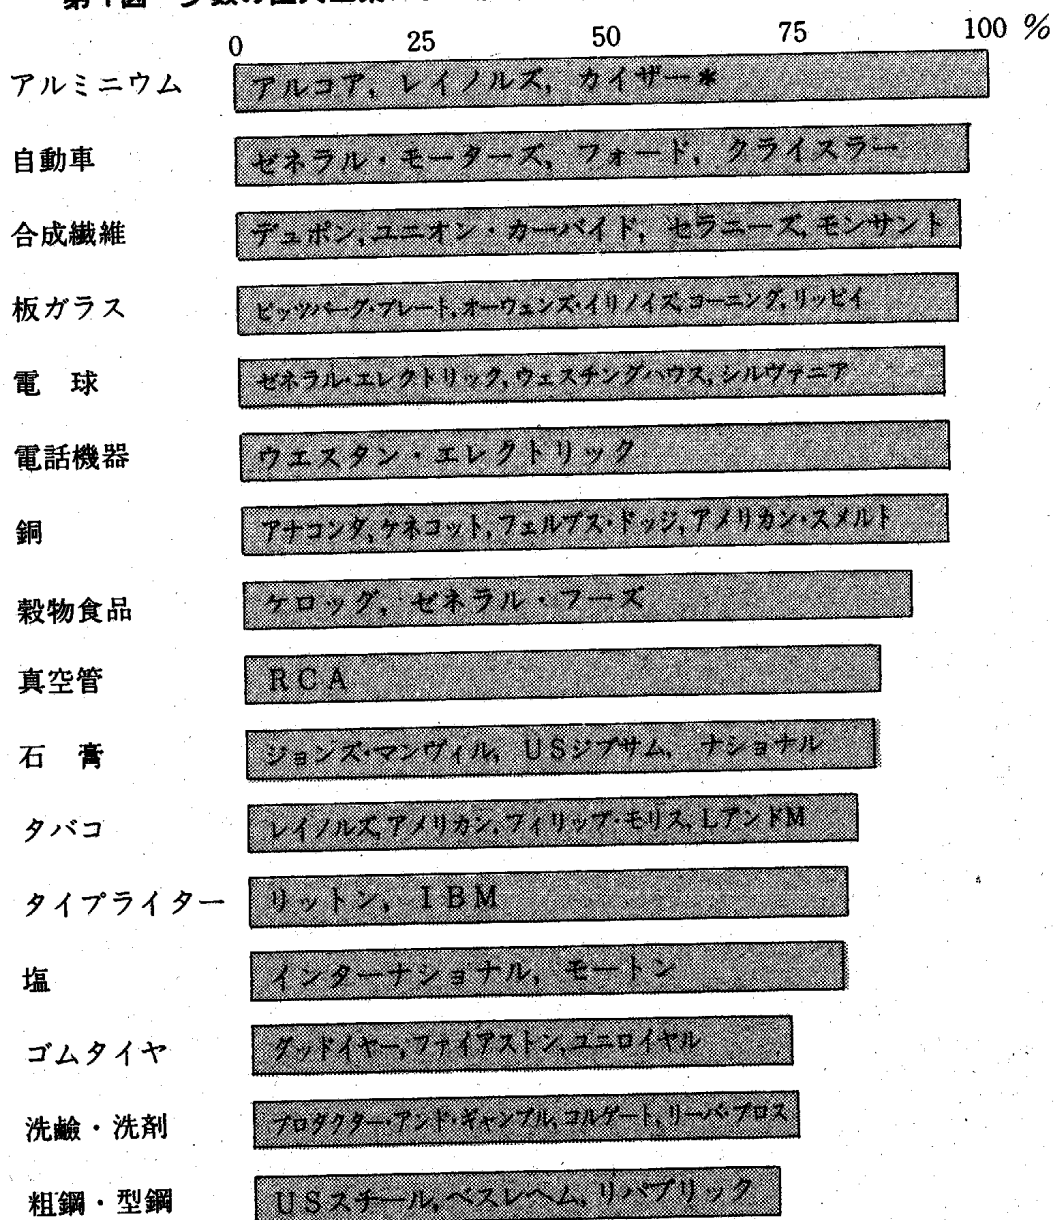 0 25 50 75 100 %
アルミニウム アルコア, レイノルズ, カイザー*
自動車 ゼネラル・モーターズ, フォード, クライスラー
合成繊維 デュポン,ユニオン・カーバイド, セラニーズ,モンサント
板ガラス ピッツバーグ・プレート,オーウェンズ・イリノイズ,コーニング,リッビイ
電 球 ゼネラル・エレクトリック,ウェスチングハウス,シルヴァニア
電話機器 ウエスタン・エレクトリック
銅 アナコンダ,ケネコット,フェルプス・ドッジ,アメリカン・スメルト
穀物食品 ケロッグ, ゼネラル・フーズ
真空管 RCA
石 膏 ジョンズ・マンヴィル, USジプサム, ナショナル
タバコ レイノルズ,アメリカン,フィリップ・モリス,LアンドM
タイプライター リットン, IBM
塩 インターナショナル, モートン
ゴムタイヤ グッドイヤー,ファイアストン,ユニロイヤル
洗鹼・洗剤 プロダクター・アンド・ギャンブル,コルゲート,リーバ・ブロス
粗鋼・型鋼 USスチール,ベスレヘム,リパブリック